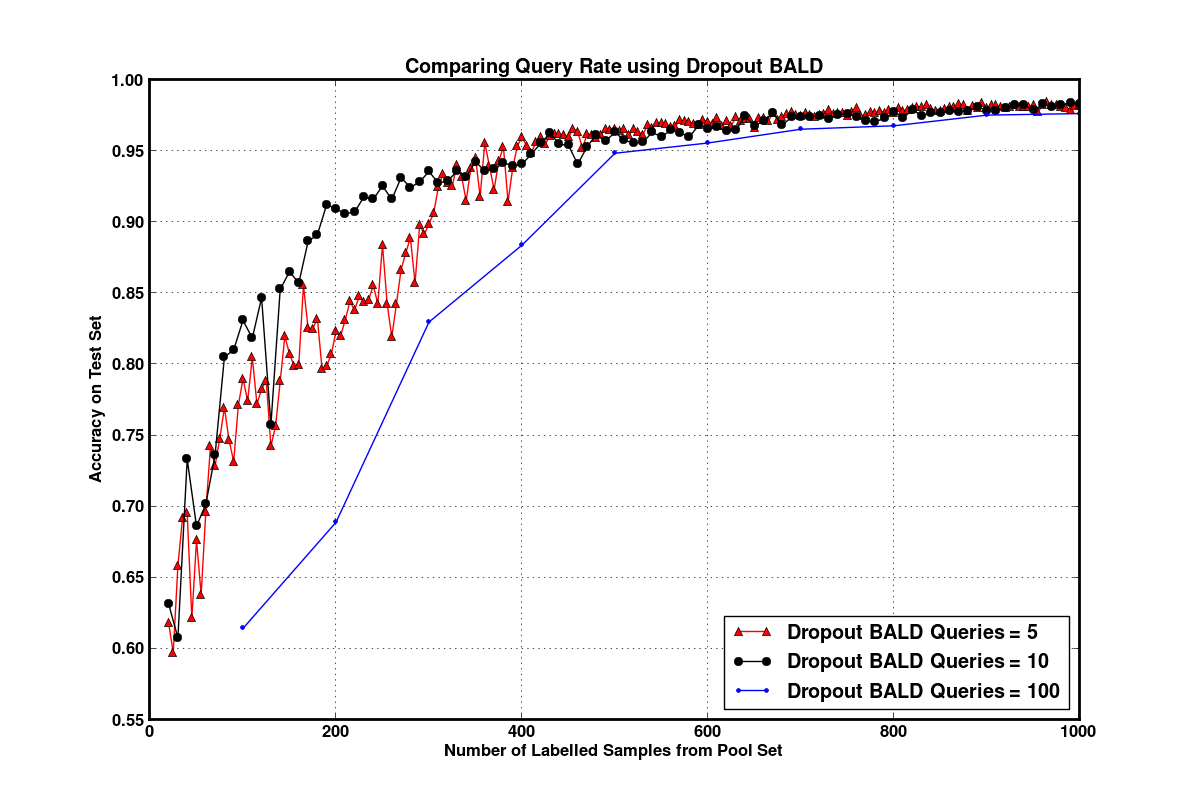 Comparing Query Rate using Dropout BALD
1.00
0.95
0.90
0.85
0.80
0.75
0.70
0.65
0.60
0.55
Accuracy on Test Set
0 200 400 600 800 1000
Number of Labelled Samples from Pool Set
Dropout BALD Queries = 5
Dropout BALD Queries = 10
Dropout BALD Queries = 100